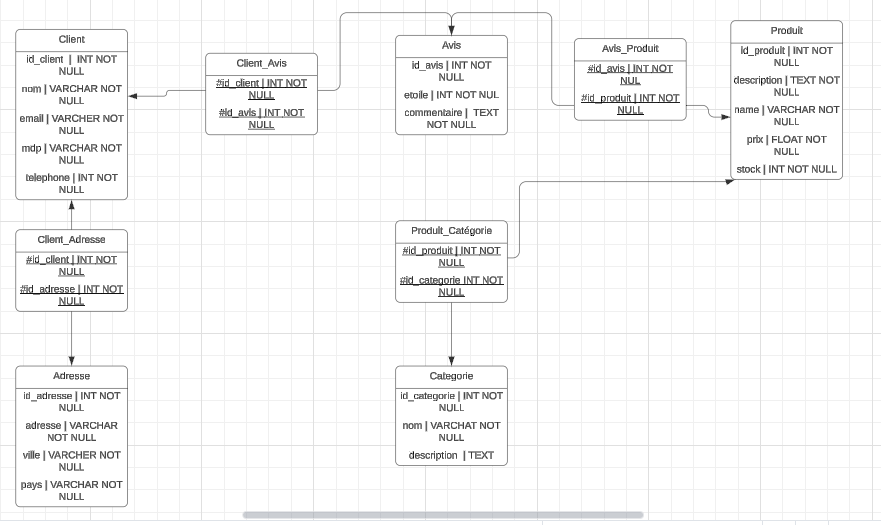 Client
id_client | INT NOT
NULL
nom | VARCHAR NOT
NULL
email | VARCHER NOT
NULL
mdp | VARCHAR NOT
NULL
telephone | INT NOT
NULL
Client_Avis
#id_client | INT NOT
NULL
#id_avis | INT NOT
NULL
Avis
id_avis | INT NOT
NULL
etoile | INT NOT NUL
commentaire | TEXT
NOT NULL
Avis_Produit
#id_avis | INT NOT
NUL
#id_produit | INT NOT
NULL
Produit
id_produit | INT NOT
NULL
description | TEXT NOT
NULL
name | VARCHAR NOT
NULL
prix | FLOAT NOT
NULL
stock | INT NOT NULL
Client_Adresse
#id_client | INT NOT
NULL
#id_adresse | INT NOT
NULL
Produit_Catégorie
#id_produit | INT NOT
NULL
#id_categorie INT NOT
NULL
Adresse
id_adresse | INT NOT
NULL
adresse | VARCHAR
NOT NULL
ville | VARCHER NOT
NULL
pays | VARCHAR NOT
NULL
Categorie
id_categorie | INT NOT
NULL
nom | VARCHAT NOT
NULL
description | TEXT